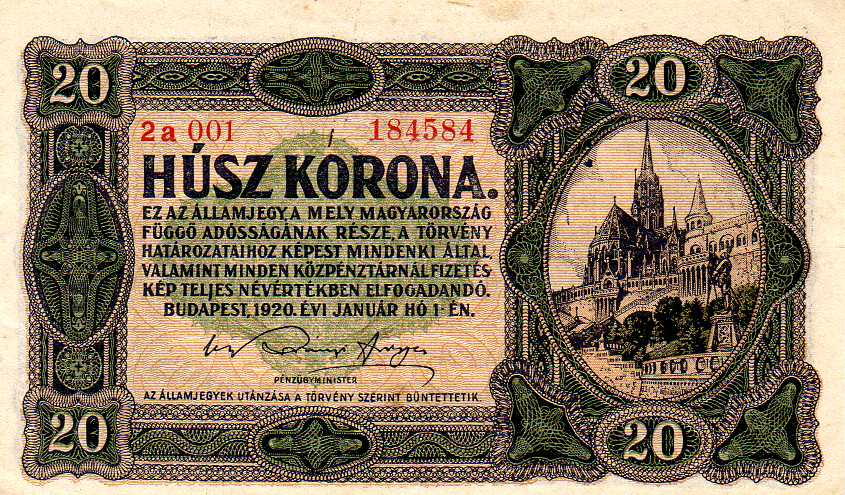 20
20
2a 001 184584
HÚSZ KORONA.
EZ AZ ÁLLAMJEGY, A MELY MAGYARORSZÁG
FÜGGŐ ADÓSSÁGÁNAK RÉSZE, A TÖRVÉNY
HATÁROZATAIHOZ KÉPEST MINDENKI ÁLTAL,
VALAMINT MINDEN KÖZPÉNZTÁRNÁL FIZETÉS
KÉP TELJES NÉVÉRTÉKBEN ELFOGADANDÓ.
BUDAPEST, 1920. ÉVI JANUÁR HÓ 1-ÉN.
PÉNZÜGYMINISTER
AZ ÁLLAMJEGYEK UTÁNZÁSA A TÖRVÉNY SZERINT BÜNTETTETIK.
20
20